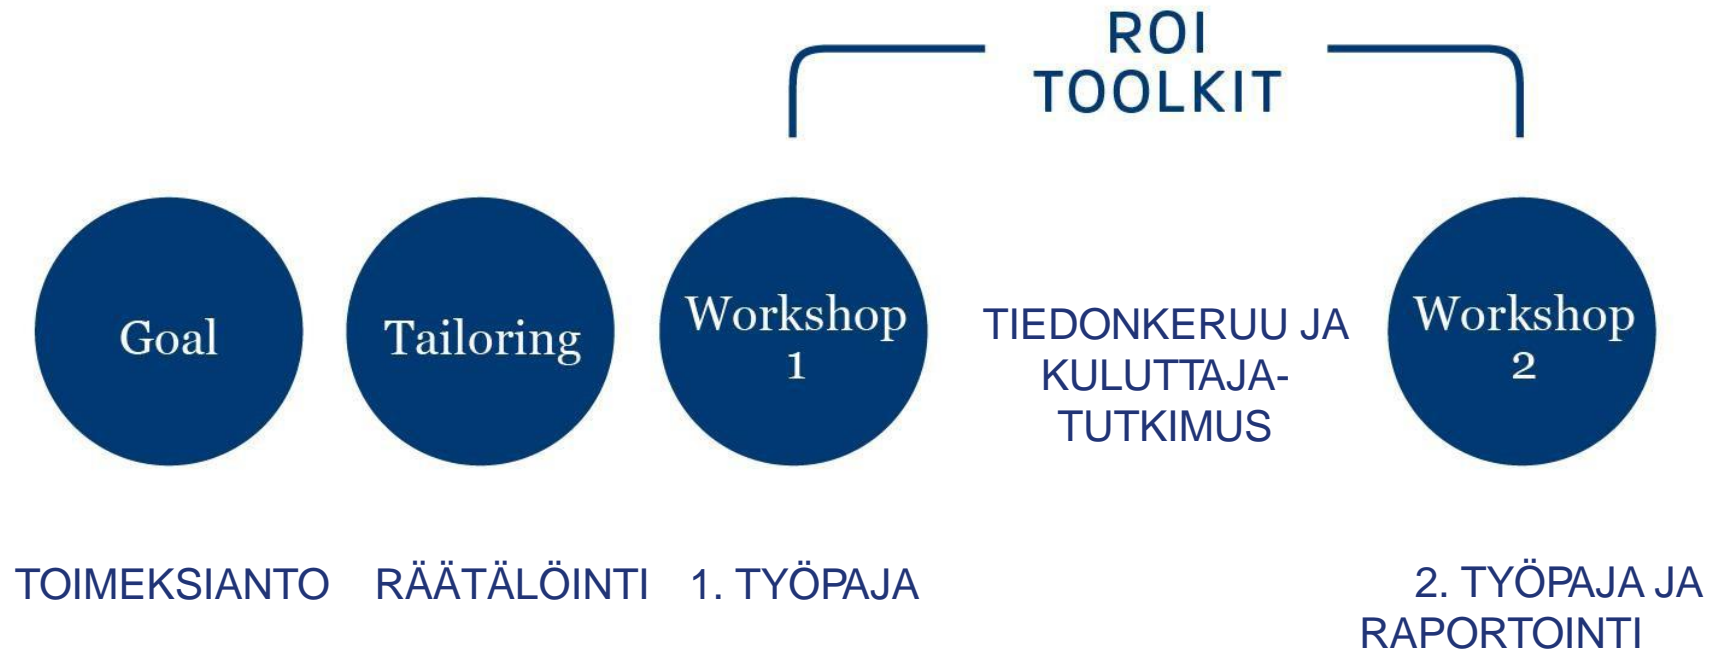 ROI
TOOLKIT
Goal
Tailoring
Workshop
1
TIEDONKERUU JA
KULUTTAJA-
TUTKIMUS
Workshop
2
TOIMEKSIANTO
RÄÄTÄLÖINTI
1. TYÖPAJA
2. TYÖPAJA JA
RAPORTOINTI